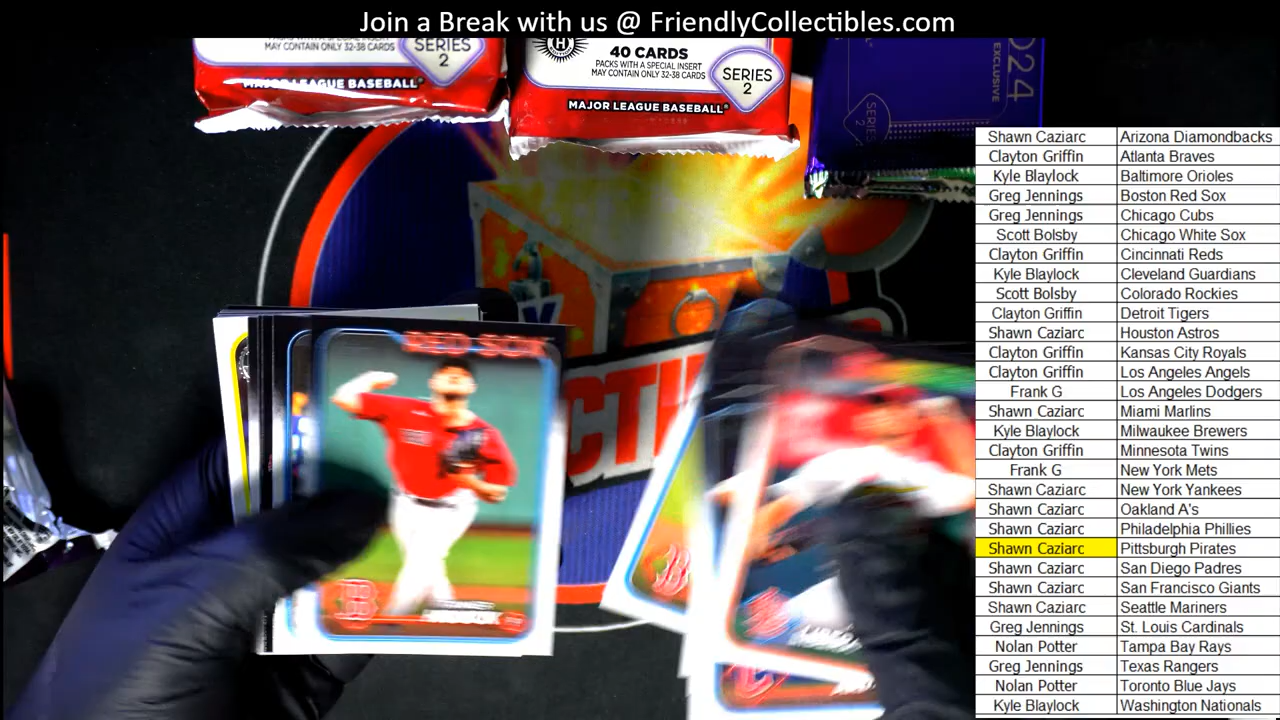 Join a Break with us @ FriendlyCollectibles.com
MAY CONTAIN ONLY 32-38 CARDS
SERIES
2
MAJOR LEAGUE BASEBALL
40 CARDS
PACKS WITH A SPECIAL INSERT
MAY CONTAIN ONLY 32-38 CARDS
SERIES
2
MAJOR LEAGUE BASEBALL
EXCLUSIVE
SERIES
2
RED SOX
Shawn Caziarc Arizona Diamondbacks
Clayton Griffin Atlanta Braves
Kyle Blaylock Baltimore Orioles
Greg Jennings Boston Red Sox
Greg Jennings Chicago Cubs
Scott Bolsby Chicago White Sox
Clayton Griffin Cincinnati Reds
Kyle Blaylock Cleveland Guardians
Scott Bolsby Colorado Rockies
Clayton Griffin Detroit Tigers
Shawn Caziarc Houston Astros
Clayton Griffin Kansas City Royals
Clayton Griffin Los Angeles Angels
Frank G Los Angeles Dodgers
Shawn Caziarc Miami Marlins
Kyle Blaylock Milwaukee Brewers
Clayton Griffin Minnesota Twins
Frank G New York Mets
Shawn Caziarc New York Yankees
Shawn Caziarc Oakland A's
Shawn Caziarc Philadelphia Phillies
Shawn Caziarc Pittsburgh Pirates
Shawn Caziarc San Diego Padres
Shawn Caziarc San Francisco Giants
Shawn Caziarc Seattle Mariners
Greg Jennings St. Louis Cardinals
Nolan Potter Tampa Bay Rays
Greg Jennings Texas Rangers
Nolan Potter Toronto Blue Jays
Kyle Blaylock Washington Nationals